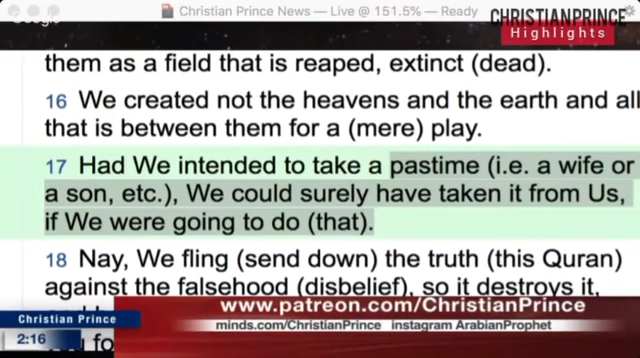 Christian Prince News — Live @ 151.5% — Ready
CHRISTIANPRINCE
Highlights
them as a field that is reaped, extinct (dead).
16 We created not the heavens and the earth and all
that is between them for a (mere) play.
17 Had We intended to take a pastime (i.e. a wife or
a son, etc.), We could surely have taken it from Us,
if We were going to do (that).
18 Nay, We fling (send down) the truth (this Quran)
against the falsehood (disbelief), so it destroys it,
www.patreon.com/ChristianPrince
minds.com/ChristianPrince instagram ArabianProphet
Christian Prince
2:16